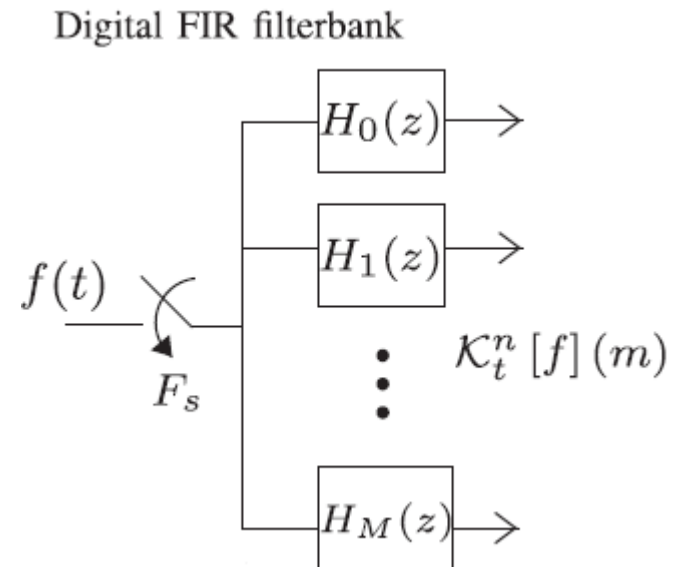 Digital FIR filterbank
H_0(z)
H_1(z)
f(t)
F_s
\mathcal{K}_t^n [f] (m)
H_M(z)